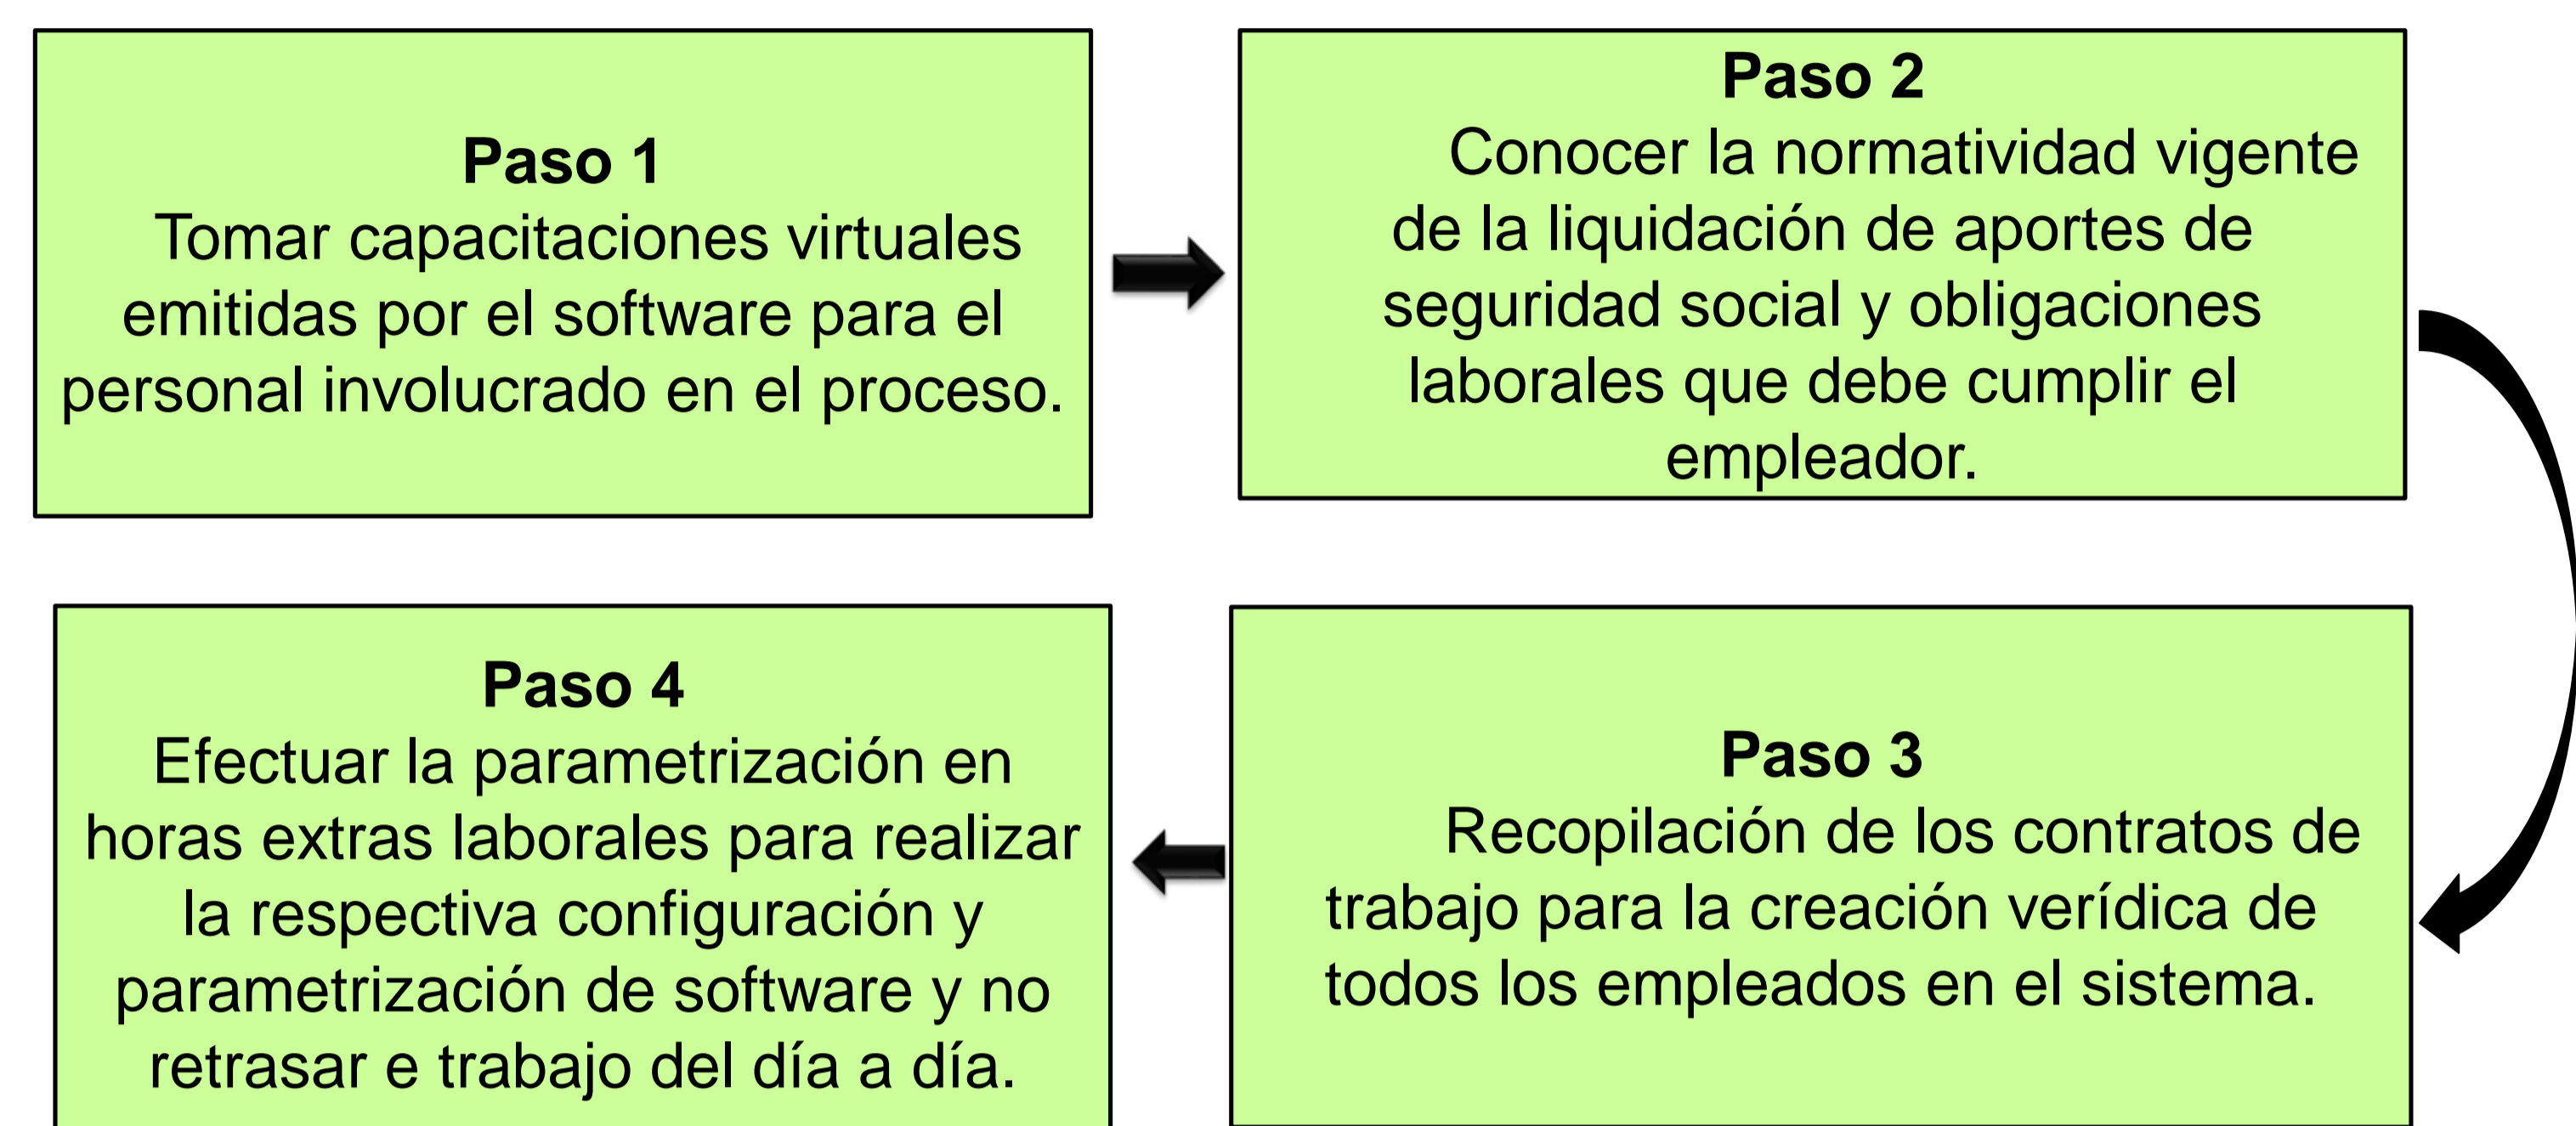 Paso 1
Tomar capacitaciones virtuales
emitidas por el software para el
personal involucrado en el proceso.
Paso 2
Conocer la normatividad vigente
de la liquidación de aportes de
seguridad social y obligaciones
laborales que debe cumplir el
empleador.
Paso 3
Recopilación de los contratos de
trabajo para la creación verídica de
todos los empleados en el sistema.
Paso 4
Efectuar la parametrización en
horas extras laborales para realizar
la respectiva configuración y
parametrización de software y no
retrasar e trabajo del día a día.